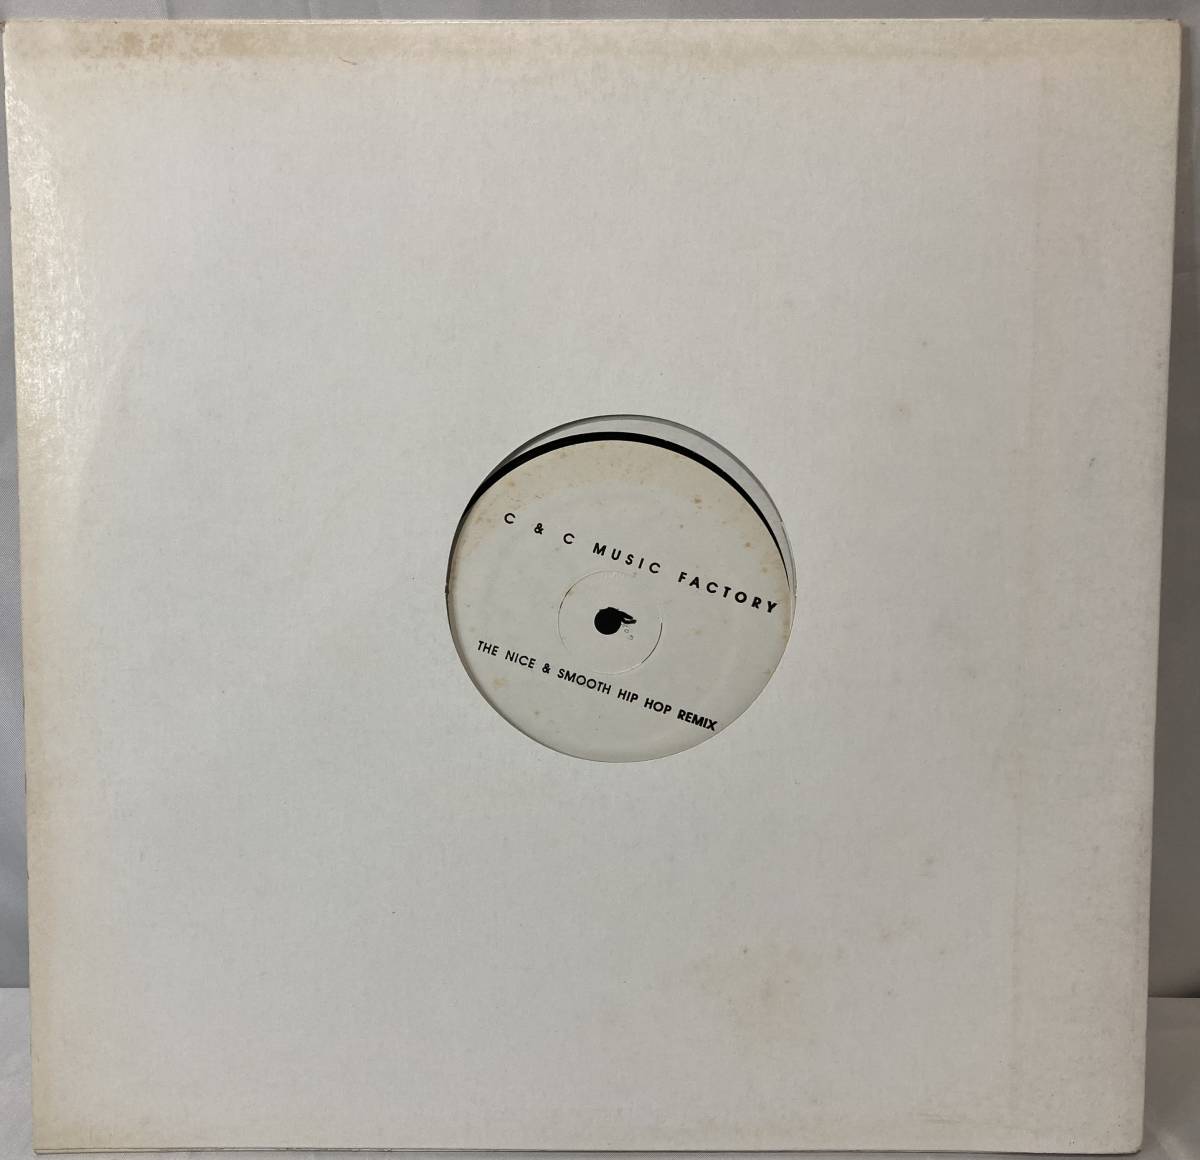 C & C MUSIC FACTORY
THE NICE & SMOOTH HIP HOP REMIX